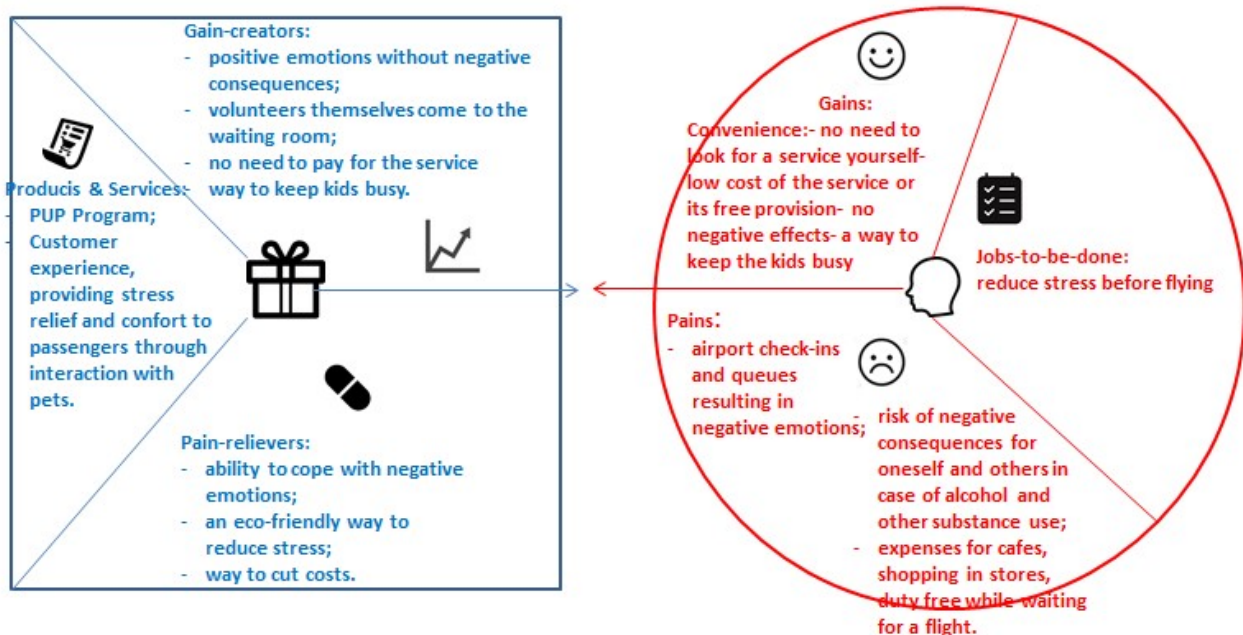 Gain-creators:
- positive emotions without negative
consequences;
- volunteers themselves come to the
waiting room;
- no need to pay for the service
way to keep kids busy.
Producis & Services:-
- PUP Program;
- Customer
experience,
providing stress
relief and confort to
passengers through
interaction with
pets.
Pain-relievers:
- ability to cope with negative
emotions;
- an eco-friendly way to
reduce stress;
- way to cut costs.
Gains:
Convenience:- no need to
look for a service yourself-
low cost of the service or
its free provision- no
negative effects- a way to
keep the kids busy
Jobs-to-be-done:
reduce stress before flying
Pains:
- airport check-ins
and queues
resulting in
negative emotions;
- risk of negative
consequences for
oneself and others in
case of alcohol and
other substance use;
- expenses for cafes,
shopping in stores,
duty free while waiting
for a flight.